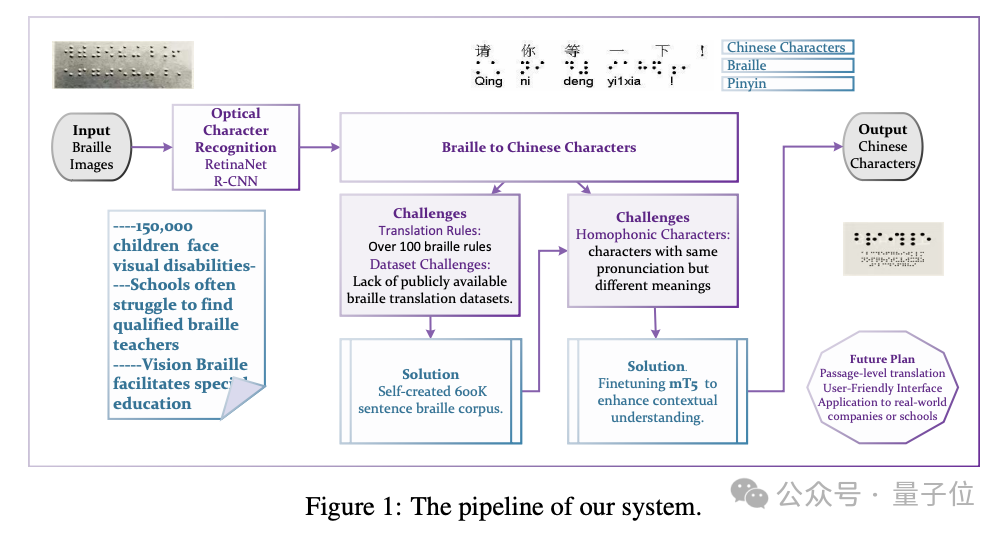 请 你 等 一 下 ！
Qing ni deng yi1xia !
Chinese Characters
Braille
Pinyin
Input
Braille
Images
Optical
Character
Recognition
RetinaNet
R-CNN
Braille to Chinese Characters
Output
Chinese
Characters
----150,000
children face
visual disabilities-
---Schools often
struggle to find
qualified braille
teachers
-----Vision Braille
facilitates special
education
Challenges
Translation Rules:
Over 100 braille rules
Dataset Challenges:
Lack of publicly available
braille translation datasets.
Challenges
Homophonic Characters:
characters with same
pronunciation but
different meanings
Solution
Self-created 600K
sentence braille corpus.
Solution.
Finetuning mT5 to
enhance contextual
understanding.
Future Plan
Passage-level translation
User-Friendly Interface
Application to real-world
companies or schools
Figure 1: The pipeline of our system.
公众号 · 量子位